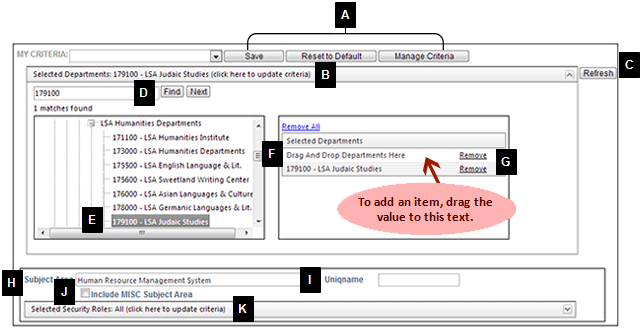 A
MY CRITERIA:
Save
Reset to Default
Manage Criteria
B
Selected Departments: 179100 - LSA Judaic Studies (click here to update criteria)
C
Refresh
179100
D
Find
Next
1 matches found
LSA Humanities Departments
171100 - LSA Humanities Institute
173000 - Humanities Departments
175500 - LSA English Language & Lit.
175600 - LSA Sweetland Writing Center
176000 - LSA Asian Languages & Culture
178000 - LSA Germanic Languages & Lit.
E
179100 - LSA Judaic Studies
F
Remove All
Selected Departments
Drag And Drop Departments Here
Remove
G
179100 - LSA Judaic Studies
Remove
To add an item, drag the
value to this text.
H
Subject Area
Human Resource Management System
I
Uniqname
J
Include MISC Subject Area
K
Selected Security Roles: All (click here to update criteria)